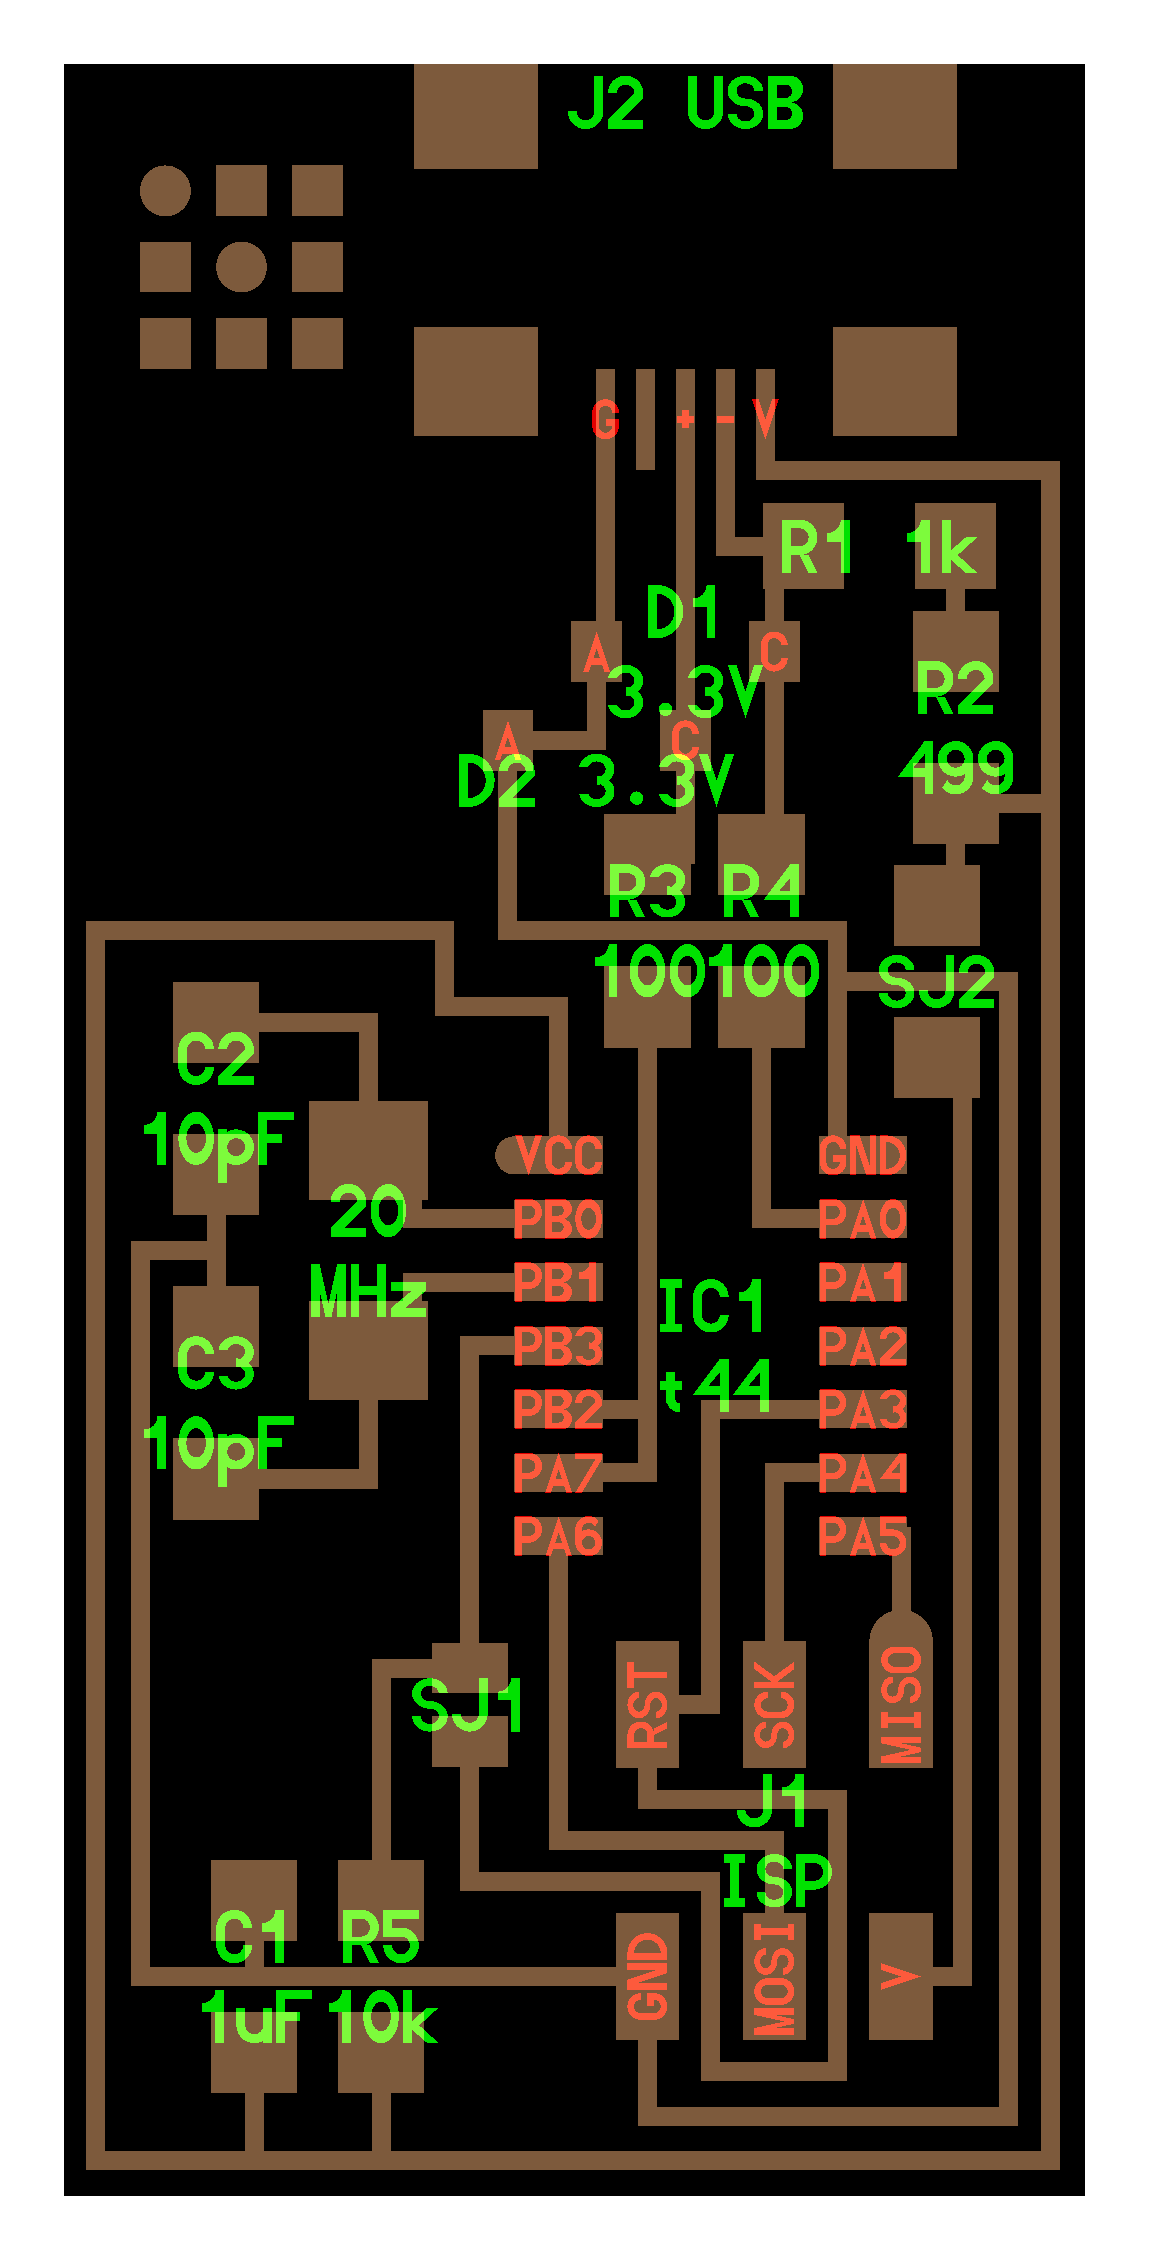 J2 USB
G + - V
R1 1k
D1
3.3V
A C
R2
499
A C
D2 3.3V
R3 R4
100 100
SJ2
C2
10pF
20
MHz
C3
10pF
VCC GND
PB0 PA0
PB1 PA1
PB3 PA2
PB2 PA3
PA7 PA4
PA6 PA5
IC1
t44
SJ1
RST SCK MISO
J1
ISP
GND MOSI V
C1 R5
1uF 10k